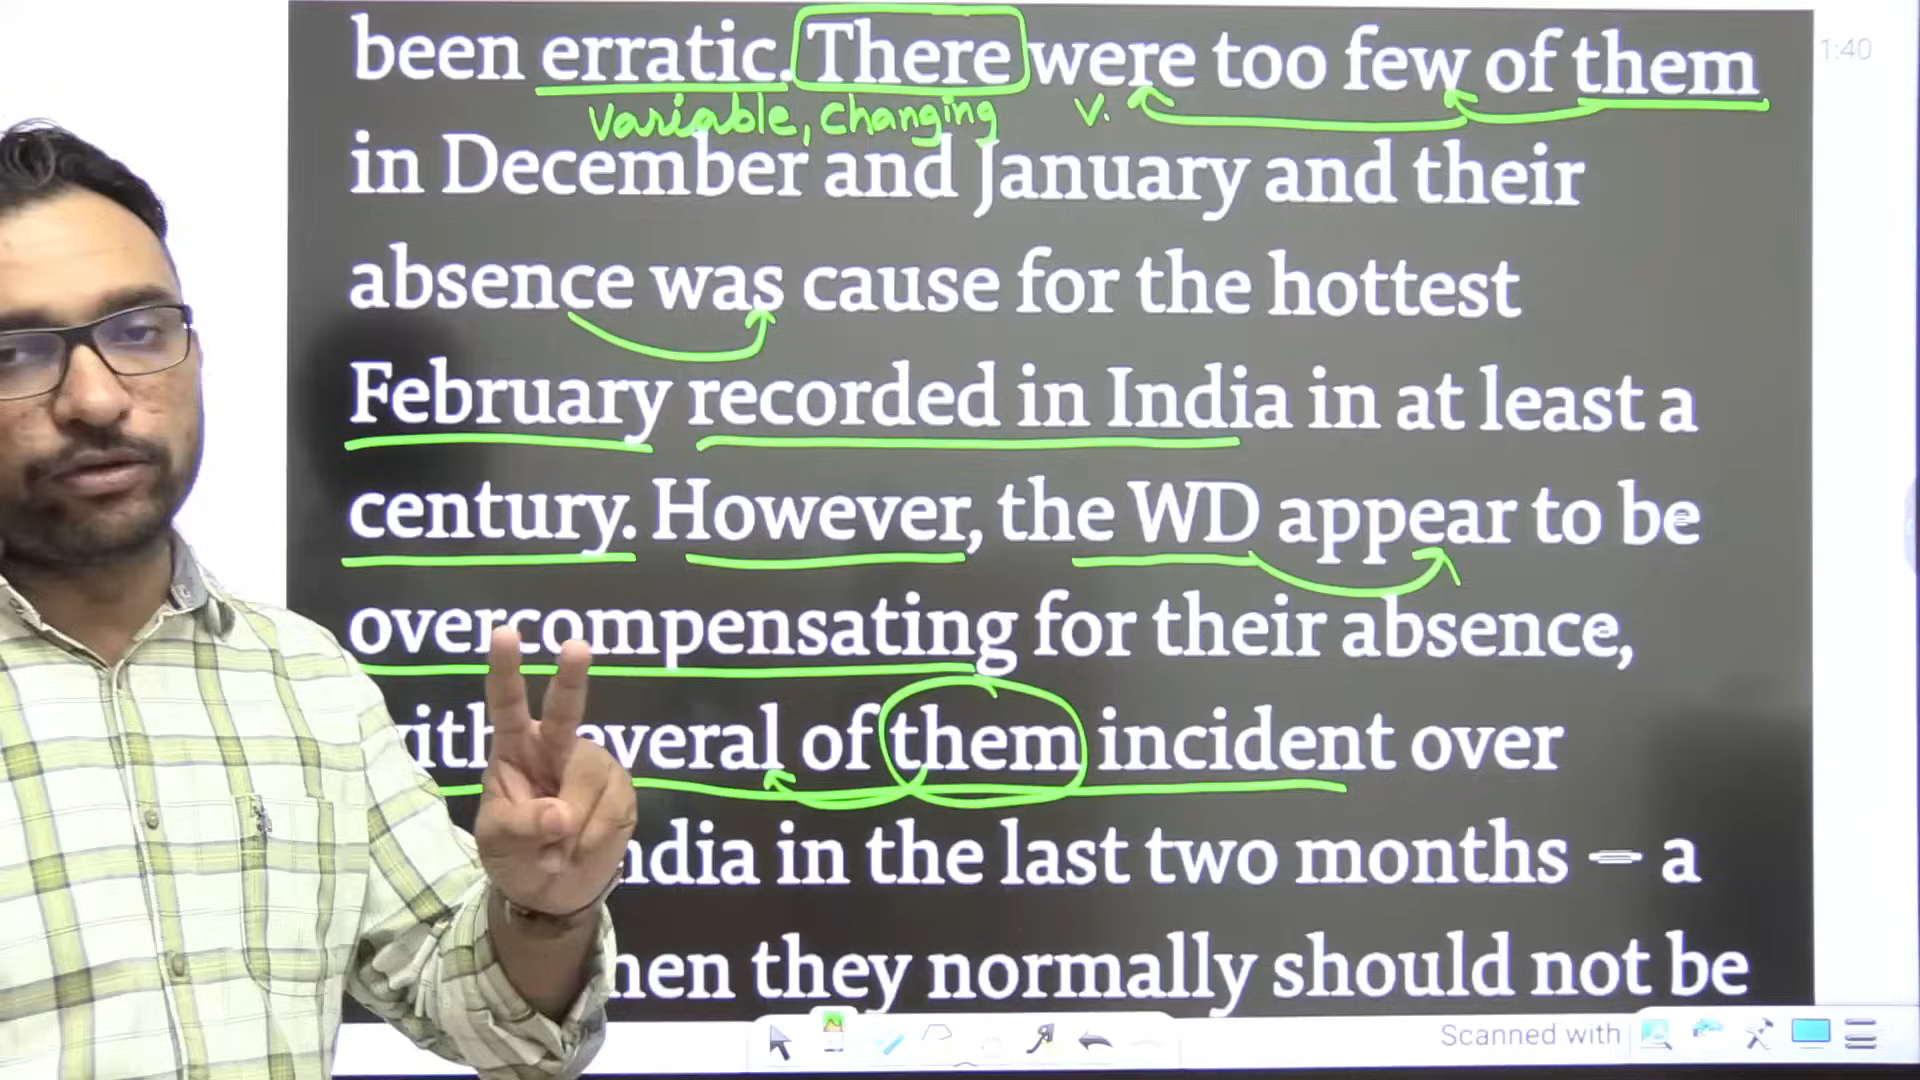 been erratic. There were too few of them
variable, changing V.
in December and January and their
absence was cause for the hottest
February recorded in India in at least a
century. However, the WD appear to be
overcompensating for their absence,
several of them incident over
India in the last two months — a
when they normally should not be
Scanned with
1:40